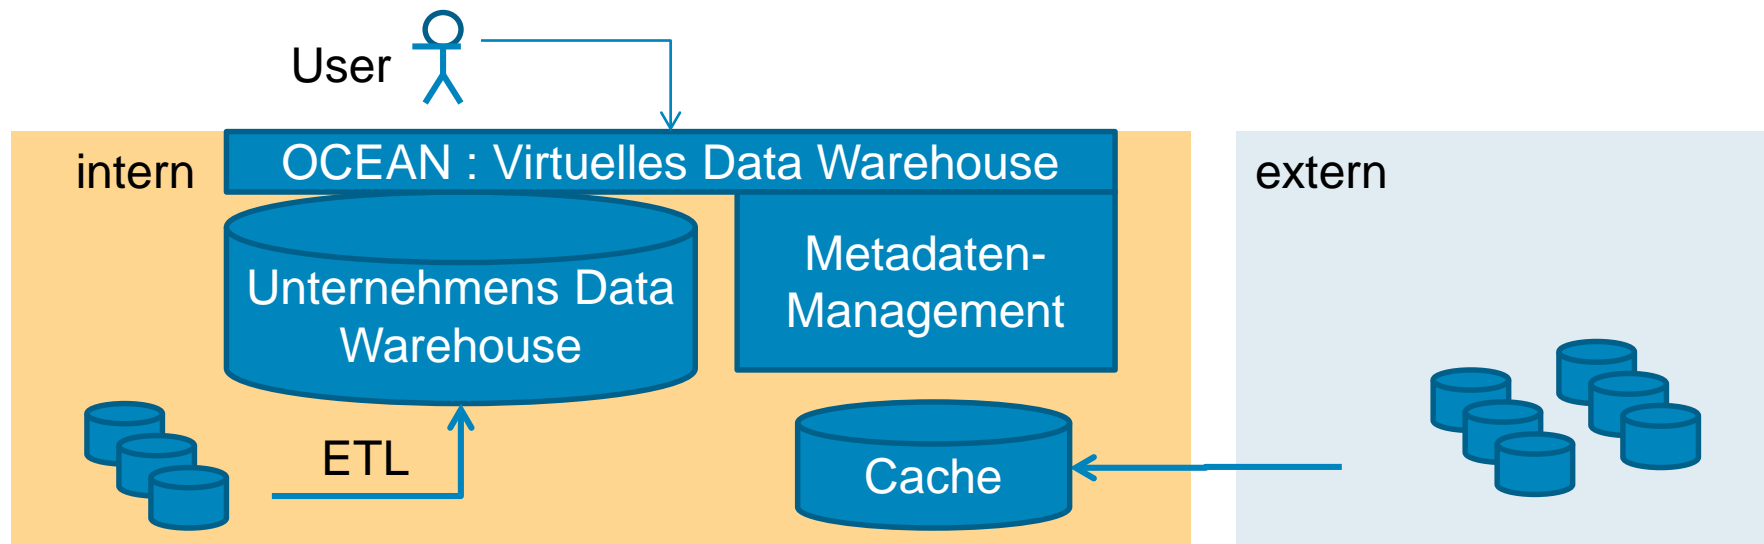 User
intern
OCEAN : Virtuelles Data Warehouse
extern
Unternehmens Data
Warehouse
Metadaten-
Management
ETL
Cache